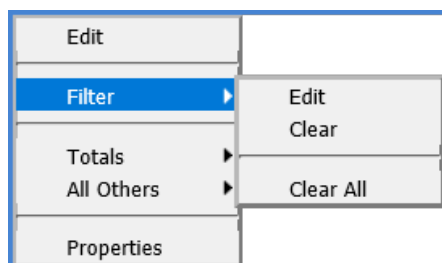 Edit
Filter
Totals
All Others
Properties
Edit
Clear
Clear All